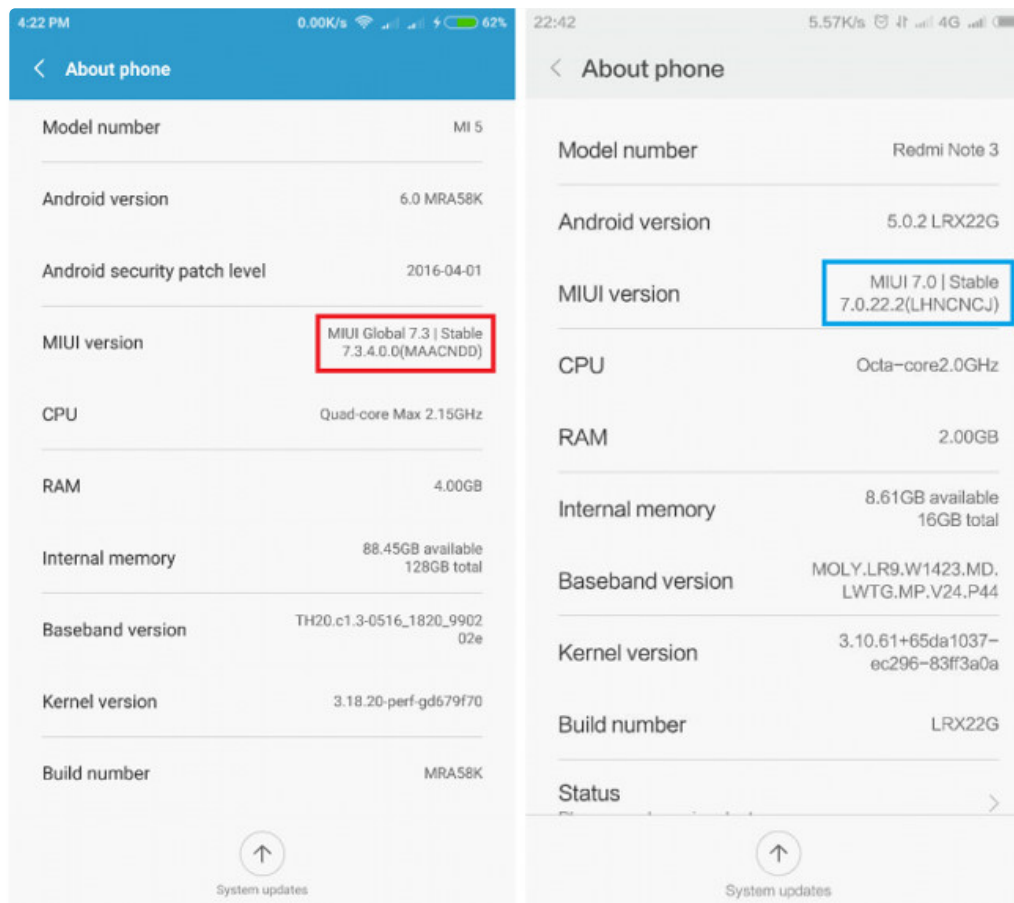 4:22 PM
0.00K/s
62%
About phone
Model number
MI 5
Android version
6.0 MRA58K
Android security patch level
2016-04-01
MIUI version
MIUI Global 7.3 | Stable
7.3.4.0.0(MAACNDD)
CPU
Quad-core Max 2.15GHz
RAM
4.00GB
Internal memory
88.45GB available
128GB total
Baseband version
TH20.c1.3-0516_1820_9902
02e
Kernel version
3.18.20-perf-gd679f70
Build number
MRA58K
System updates
22:42
5.57K/s
4G
About phone
Model number
Redmi Note 3
Android version
5.0.2 LRX22G
MIUI version
MIUI 7.0 | Stable
7.0.22.2(LHNCNCJ)
CPU
Octa-core2.0GHz
RAM
2.00GB
Internal memory
8.61GB available
16GB total
Baseband version
MOLY.LR9.W1423.MD.
LWTG.MP.V24.P44
Kernel version
3.10.61+65da1037-
ec296-83ff3a0a
Build number
LRX22G
Status
System updates